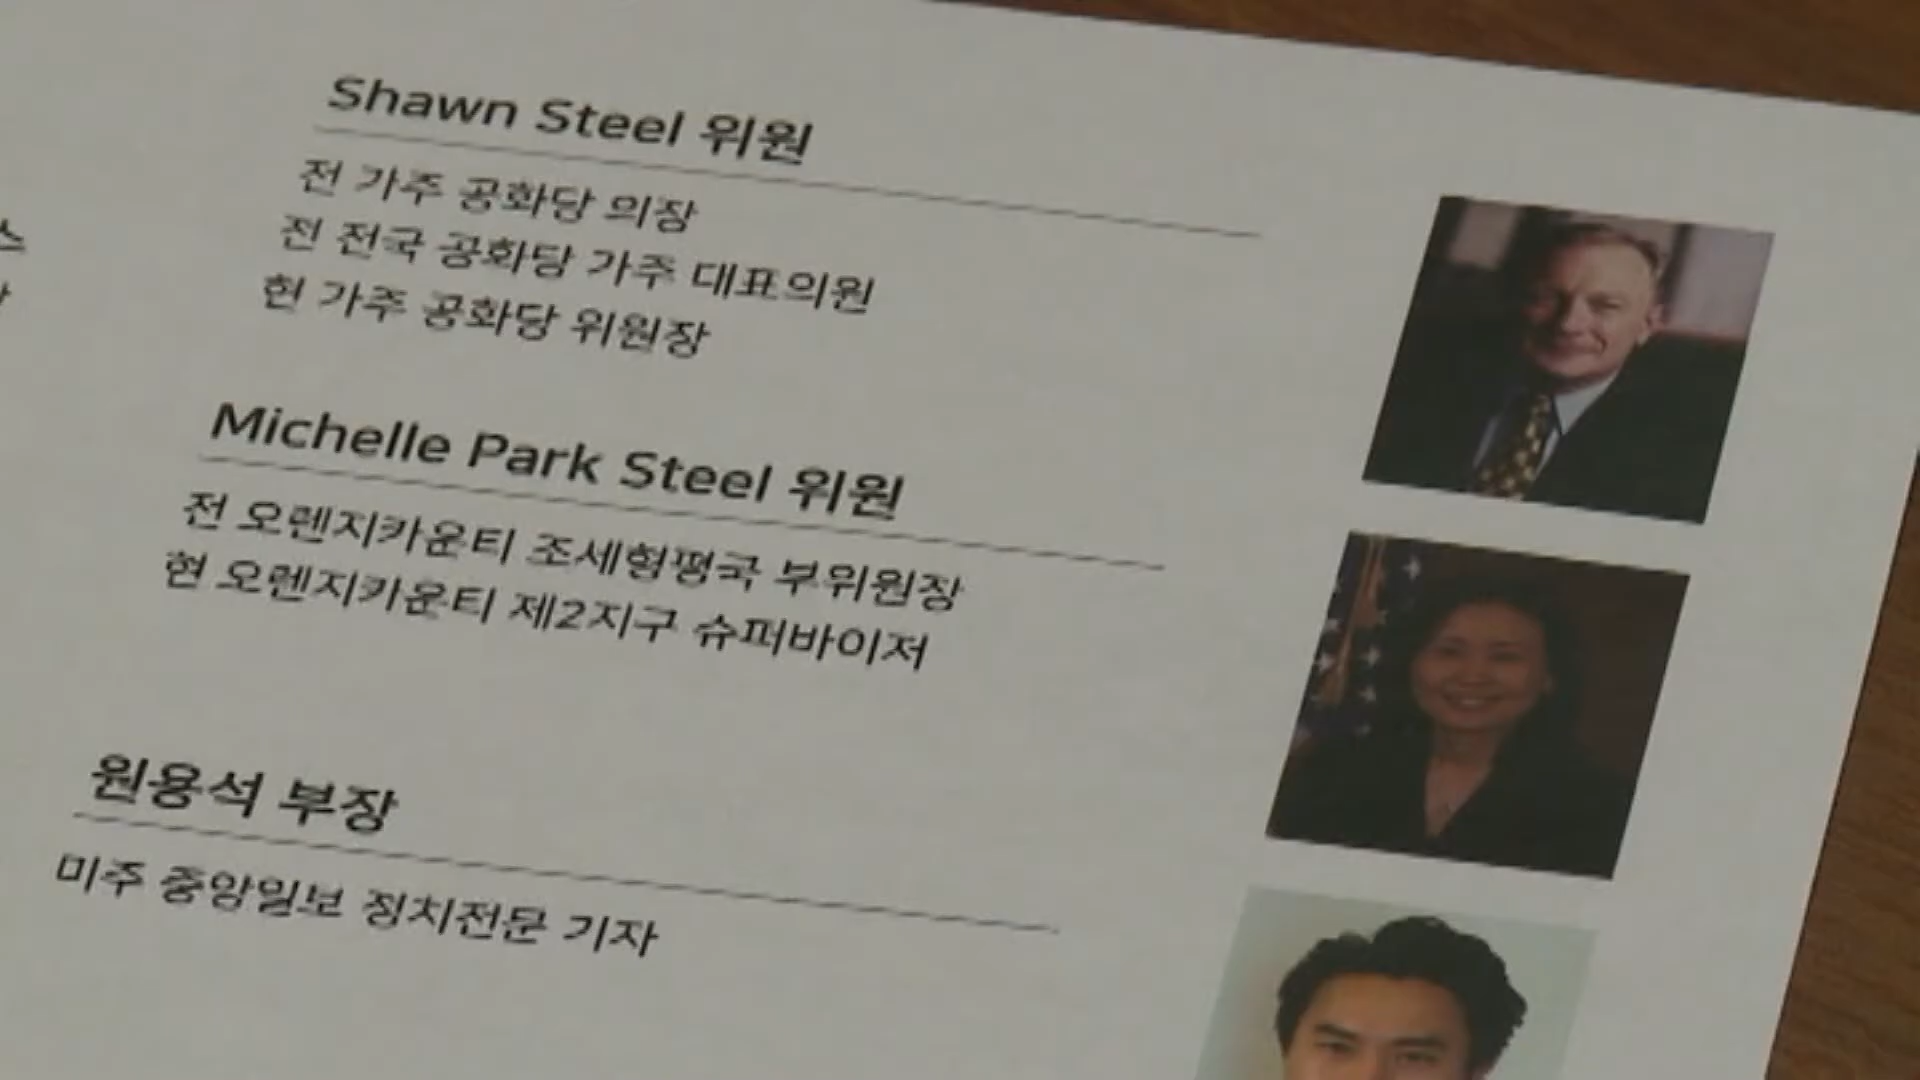 Shawn Steel 위원
전 가주 공화당 의장
전 전국 공화당 가주 대표의원
현 가주 공화당 위원장
Michelle Park Steel 위원
전 오렌지카운티 조세형평국 부위원장
현 오렌지카운티 제2지구 슈퍼바이저
원용석 부장
미주 중앙일보 정치전문 기자